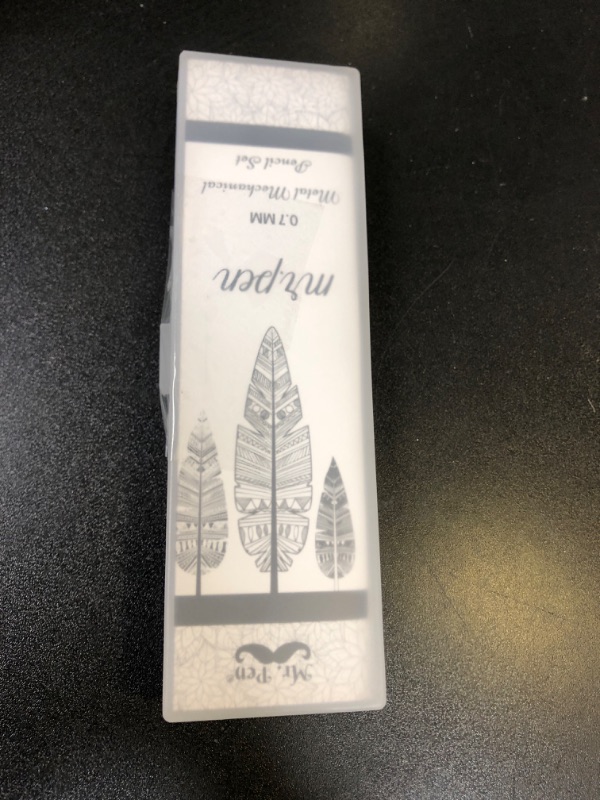 Mr. Pen®
mr.pen
0.7 MM
Metal Mechanical
Pencil Set